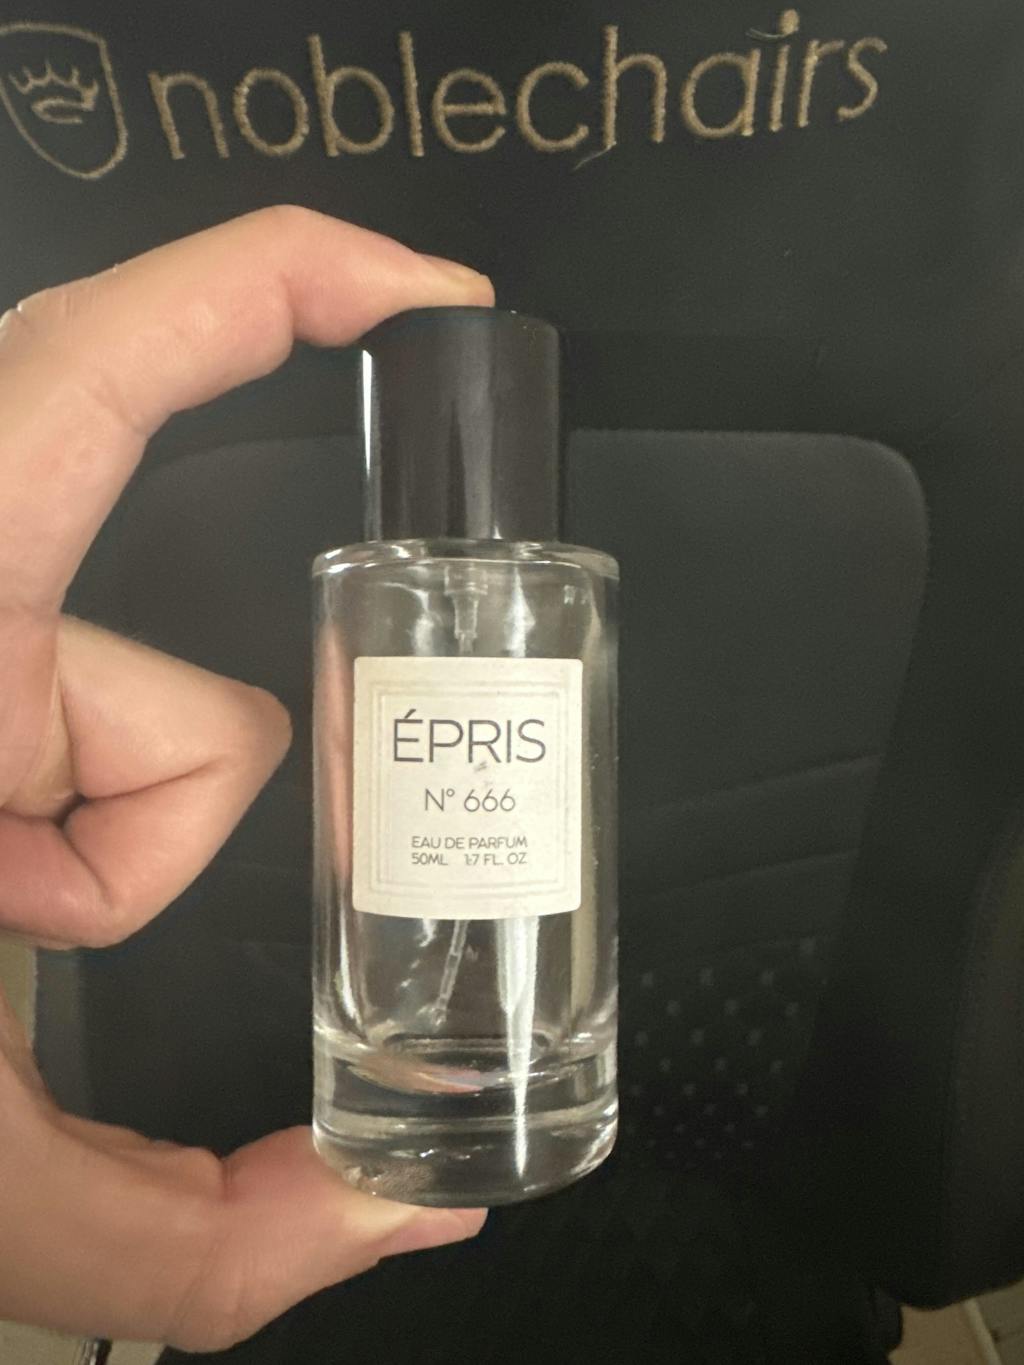 noblechairs
ÉPRIS
N° 666
EAU DE PARFUM
50ML 1·7 FL. OZ